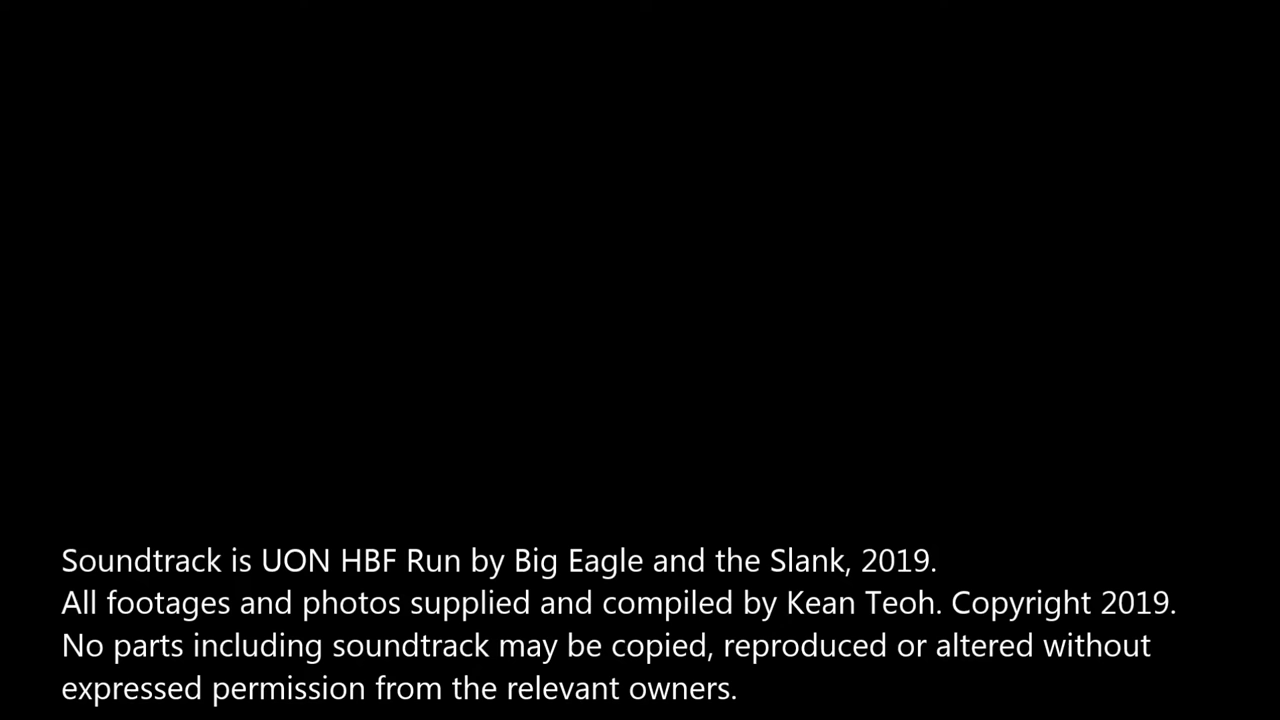 Soundtrack is UON HBF Run by Big Eagle and the Slank, 2019.
All footages and photos supplied and compiled by Kean Teoh. Copyright 2019.
No parts including soundtrack may be copied, reproduced or altered without
expressed permission from the relevant owners.